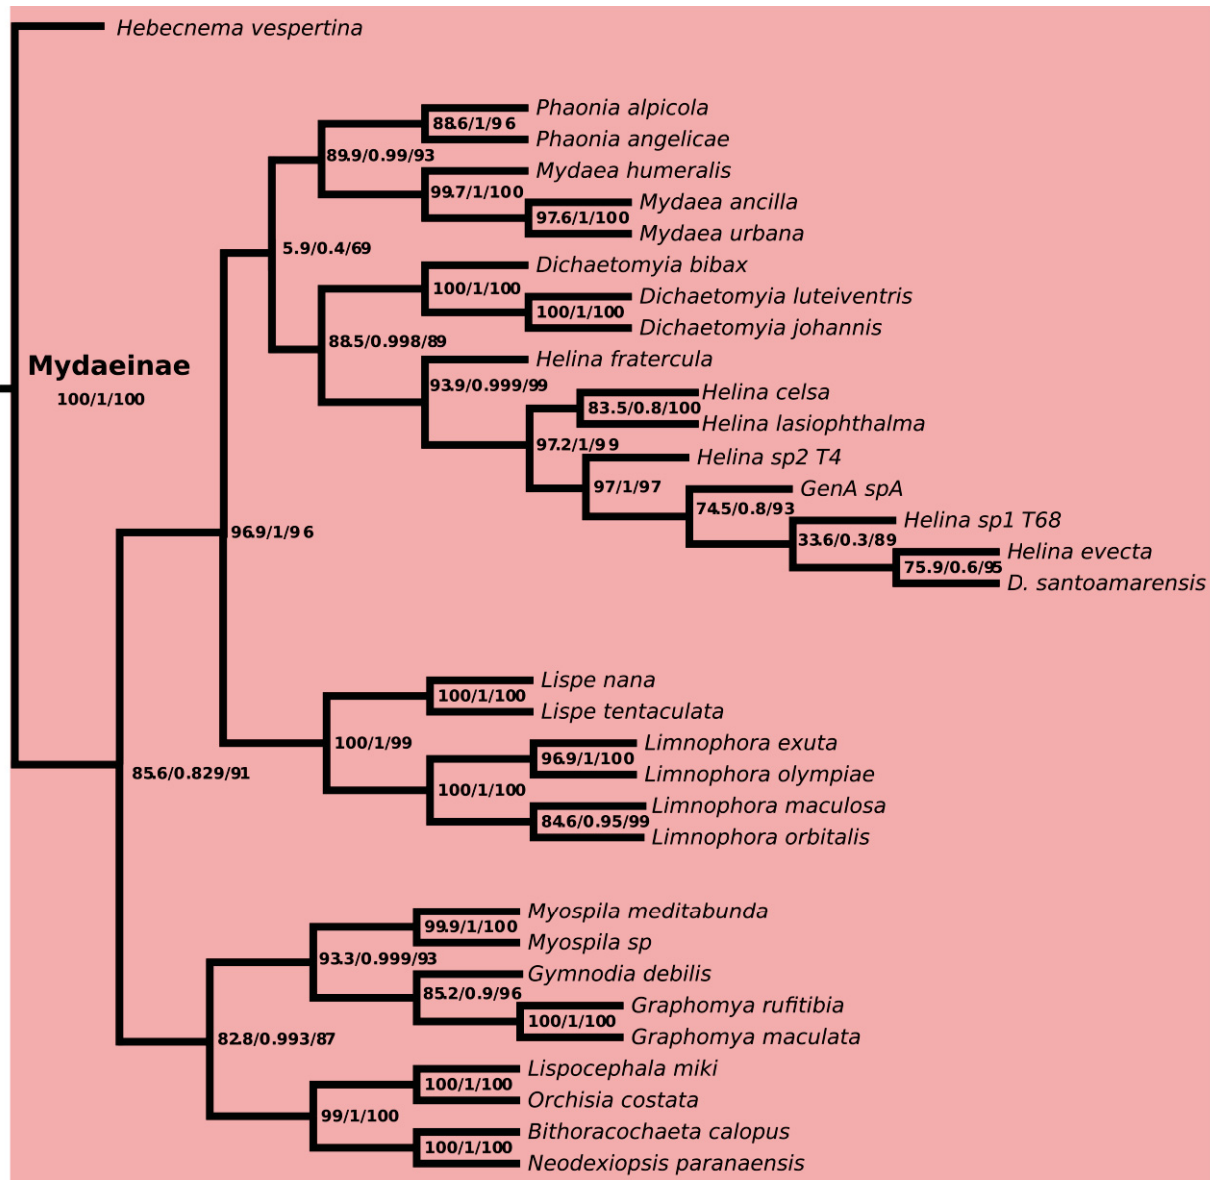 Hebecnema vespertina
Phaonia alpicola
88.6/1/96
Phaonia angelicae
89.9/0.99/93
Mydaea humeralis
99.7/1/100
Mydaea ancilla
97.6/1/100
Mydaea urbana
5.9/0.4/69
Dichaetomyia bibax
100/1/100
Dichaetomyia luteiventris
100/1/100
Dichaetomyia johannis
88.5/0.998/89
Helina fratercula
Mydaeinae
93.9/0.999/99
100/1/100
Helina celsa
83.5/0.8/100
Helina lasiophthalma
97.2/1/99
Helina sp2 T4
97/1/97
GenA spA
74.5/0.8/93
Helina sp1 T68
96.9/1/96
33.6/0.3/89
Helina evecta
75.9/0.6/95
D. santoamarensis
Lispe nana
100/1/100
Lispe tentaculata
100/1/99
Limnophora exuta
96.9/1/100
85.6/0.829/91
Limnophora olympiae
100/1/100
Limnophora maculosa
84.6/0.95/99
Limnophora orbitalis
Myospila meditabunda
99.9/1/100
Myospila sp
93.3/0.999/93
Gymnodia debilis
85.2/0.9/96
Graphomya rufitibia
100/1/100
82.8/0.993/87
Graphomya maculata
Lispocephala miki
100/1/100
Orchisia costata
99/1/100
Bithoracochaeta calopus
100/1/100
Neodexiopsis paranaensis